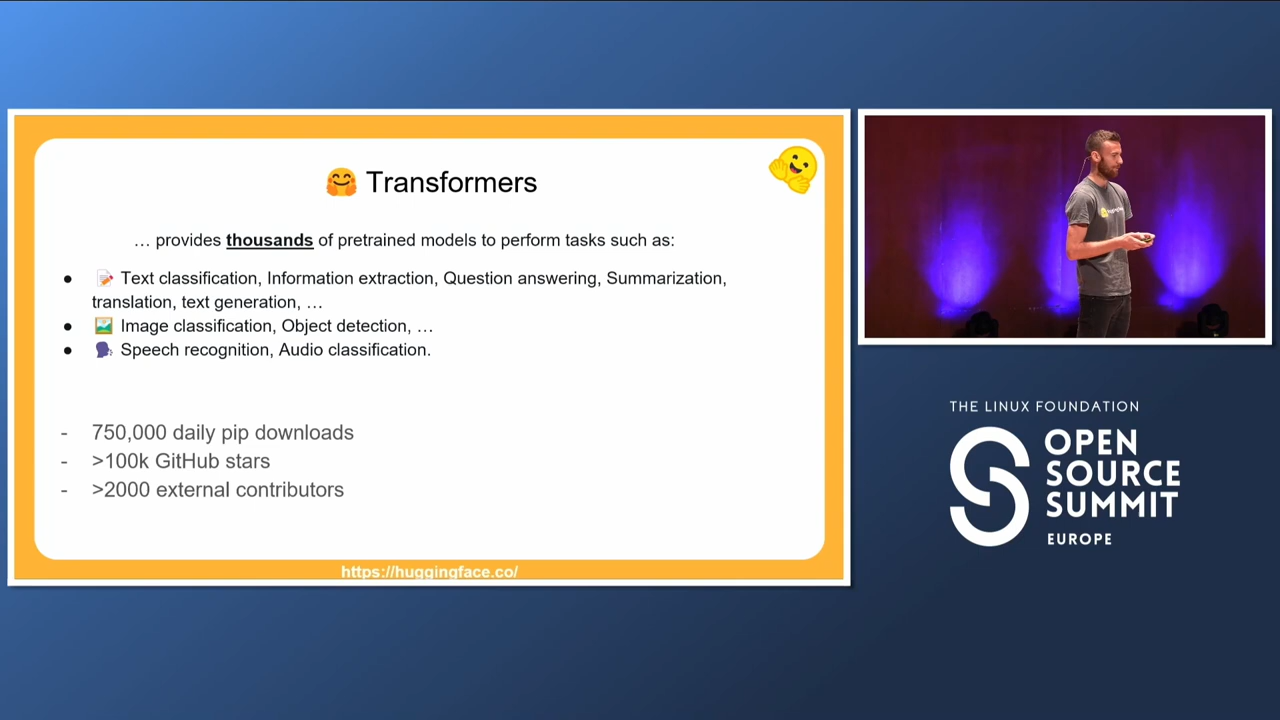 🤗 Transformers
… provides thousands of pretrained models to perform tasks such as:
● 📝 Text classification, Information extraction, Question answering, Summarization,
translation, text generation, …
● 🖼️ Image classification, Object detection, …
● 🗣️ Speech recognition, Audio classification.
- 750,000 daily pip downloads
- >100k GitHub stars
- >2000 external contributors
https://huggingface.co/
THE LINUX FOUNDATION
OPEN
SOURCE
SUMMIT
EUROPE